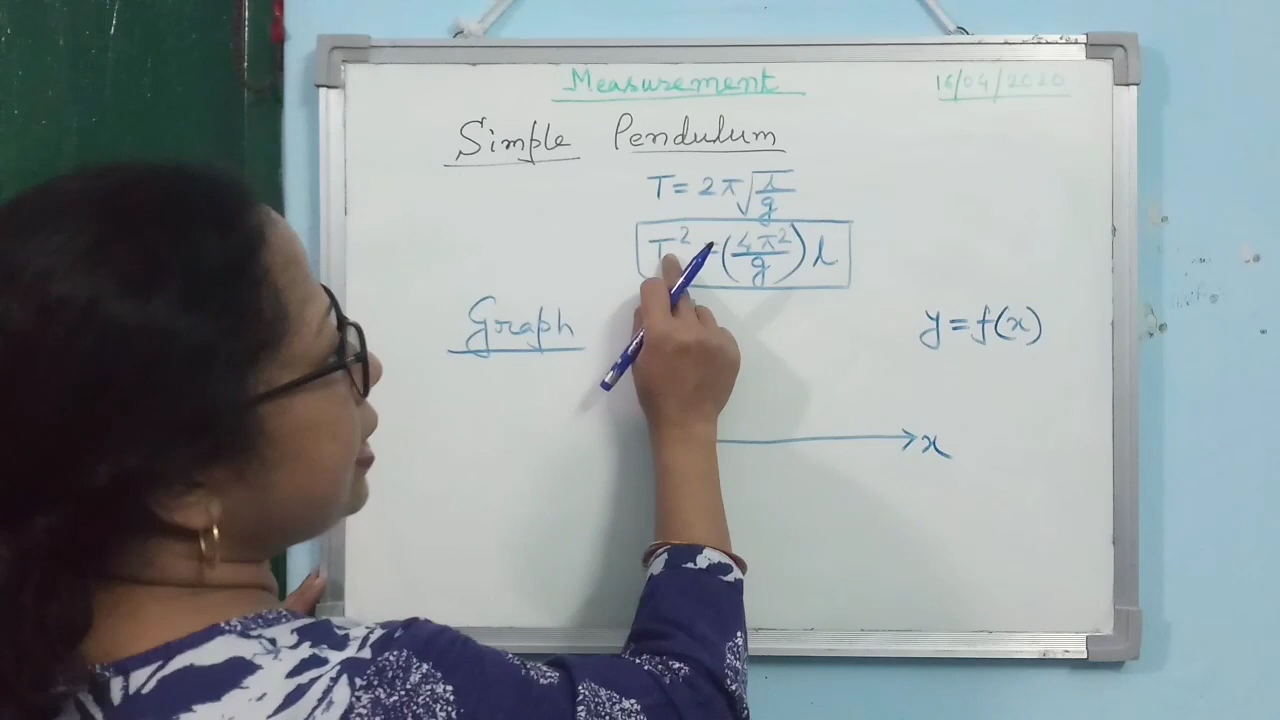 Measurement 16/04/2020
Simple Pendulum
T = 2π√(l/g)
T² = (4π²/g) l
Graph
y = f(x)
x